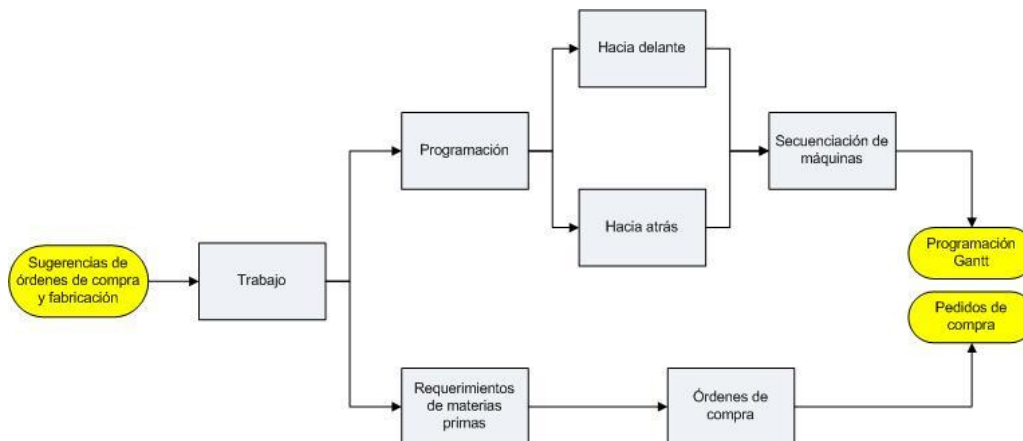 Hacia delante
Programación
Secuenciación de
máquinas
Hacia atrás
Programación
Gantt
Sugerencias de
órdenes de compra
y fabricación
Trabajo
Pedidos de
compra
Requerimientos
de materias
primas
Órdenes de
compra